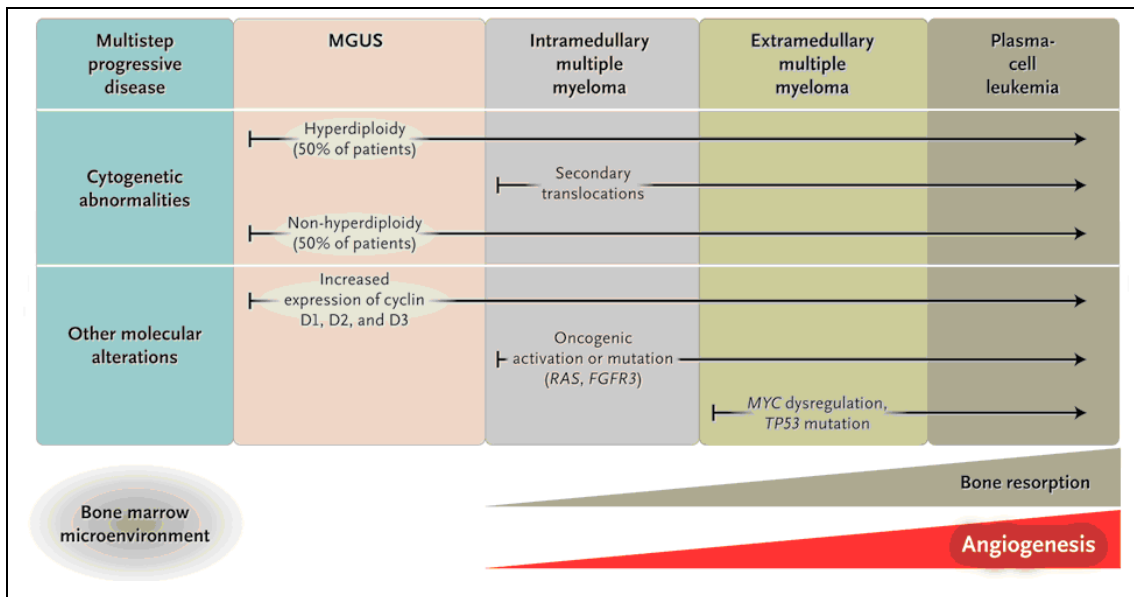 Multistep
progressive
disease
MGUS
Intramedullary
multiple
myeloma
Extramedullary
multiple
myeloma
Plasma-
cell
leukemia
Cytogenetic
abnormalities
Hyperdiploidy
(50% of patients)
Secondary
translocations
Non-hyperdiploidy
(50% of patients)
Other molecular
alterations
Increased
expression of cyclin
D1, D2, and D3
Oncogenic
activation or mutation
(RAS, FGFR3)
MYC dysregulation,
TP53 mutation
Bone marrow
microenvironment
Bone resorption
Angiogenesis